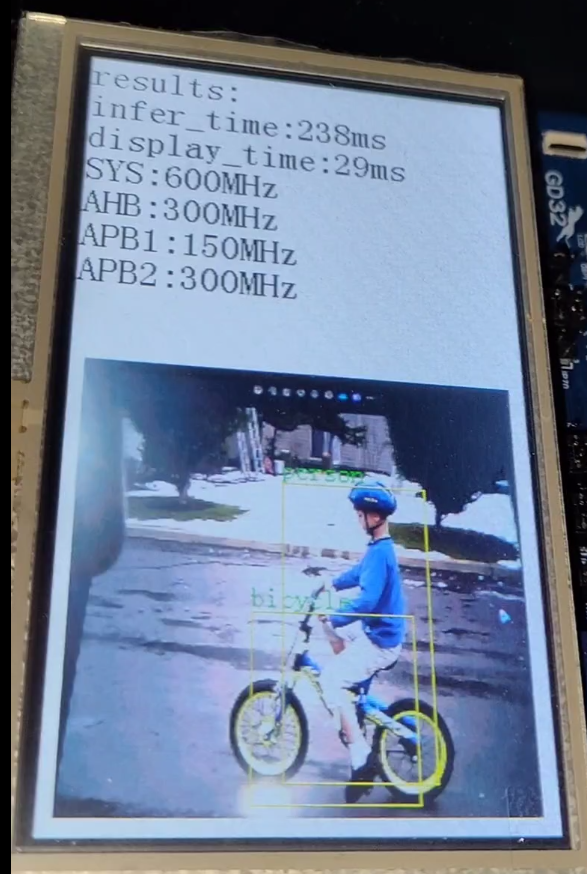 results:
infer_time:238ms
display_time:29ms
SYS:600MHz
AHB:300MHz
APB1:150MHz
APB2:300MHz
GD32
person
bicycle